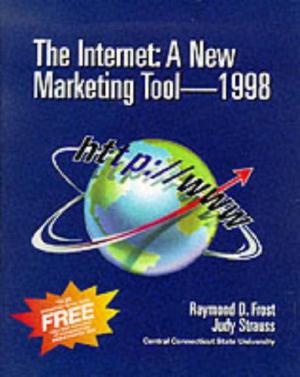 The Internet: A New
Marketing Tool—1998
http://www
Raymond D. Frost
Judy Strauss
Central Connecticut State University
FREE